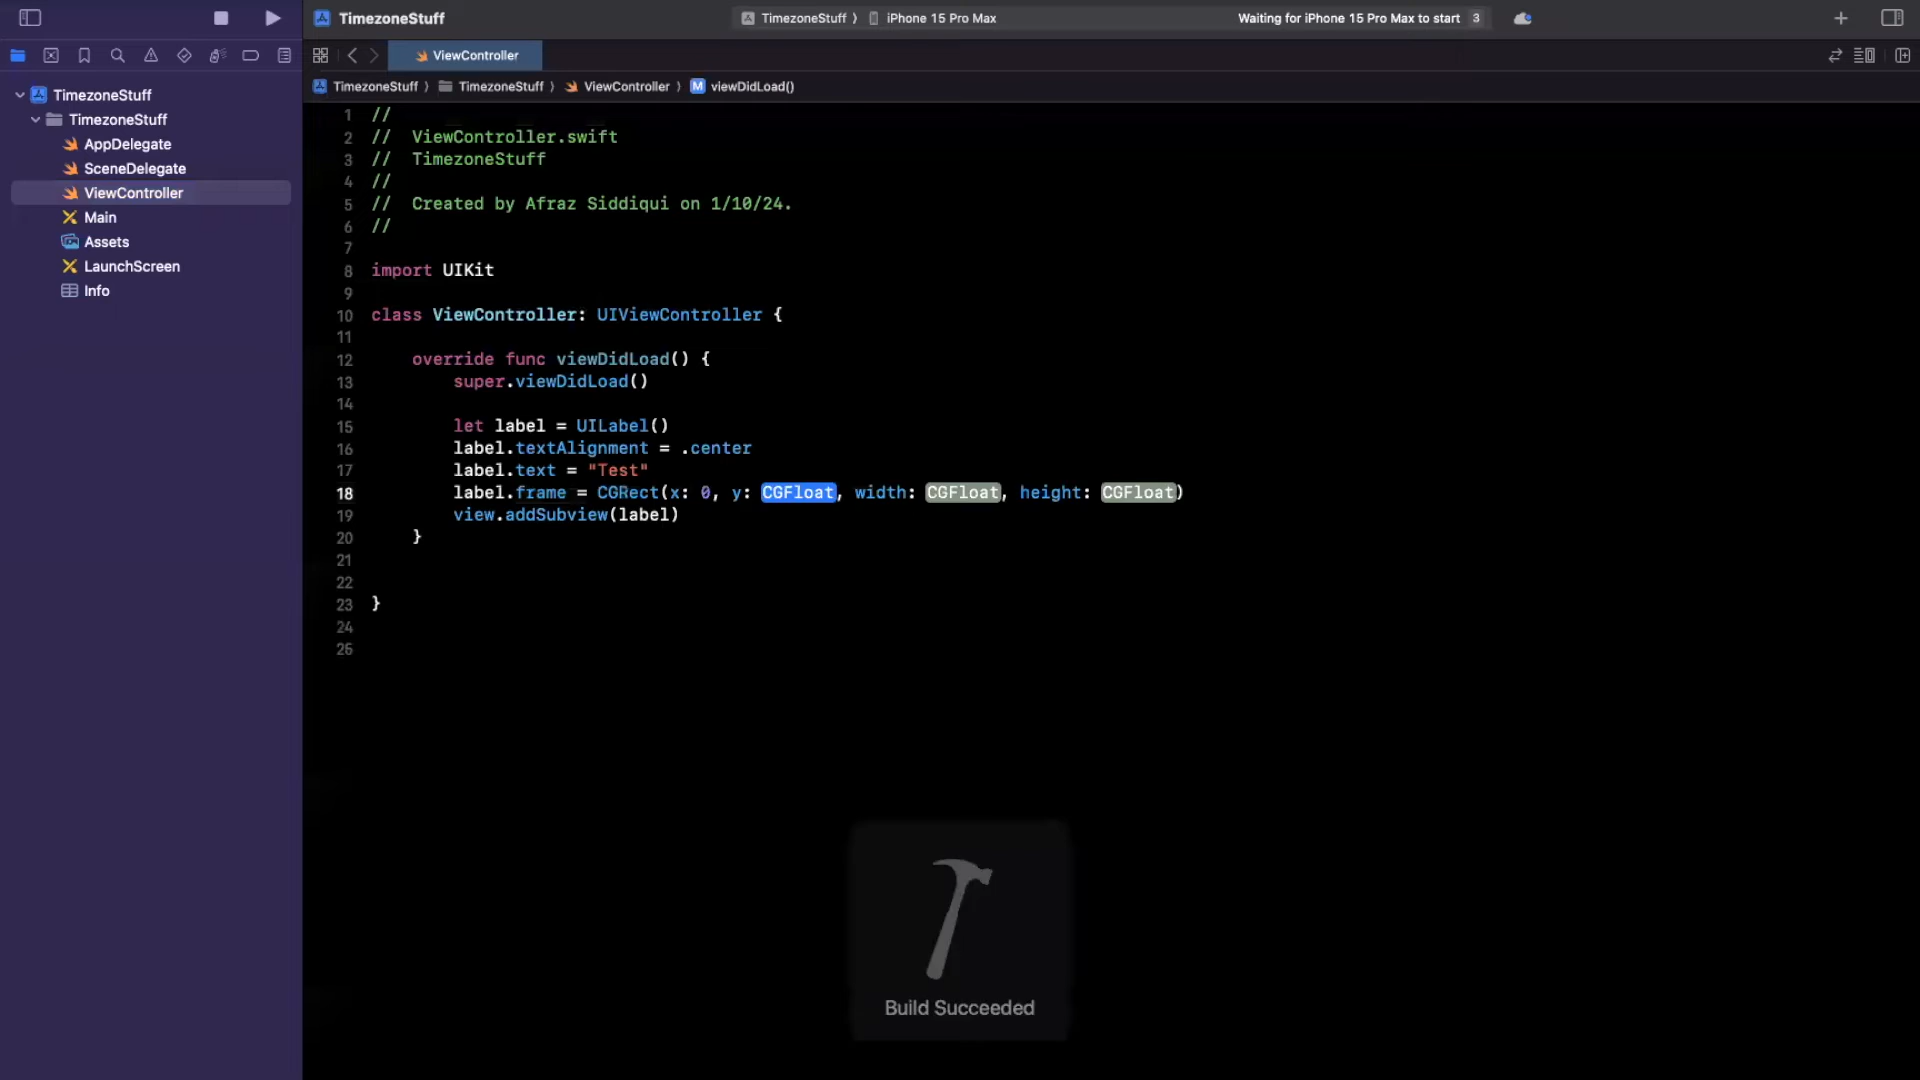 TimezoneStuff
TimezoneStuff 〉 iPhone 15 Pro Max
Waiting for iPhone 15 Pro Max to start 3
ViewController
TimezoneStuff 〉 TimezoneStuff 〉 ViewController 〉 M viewDidLoad()
TimezoneStuff
TimezoneStuff
AppDelegate
SceneDelegate
ViewController
Main
Assets
LaunchScreen
Info
1 //
2 //  ViewController.swift
3 //  TimezoneStuff
4 //
5 //  Created by Afraz Siddiqui on 1/10/24.
6 //
7
8 import UIKit
9
10 class ViewController: UIViewController {
11
12     override func viewDidLoad() {
13         super.viewDidLoad()
14
15         let label = UILabel()
16         label.textAlignment = .center
17         label.text = "Test"
18         label.frame = CGRect(x: 0, y: CGFloat, width: CGFloat, height: CGFloat)
19         view.addSubview(label)
20     }
21
22
23 }
24
26
Build Succeeded